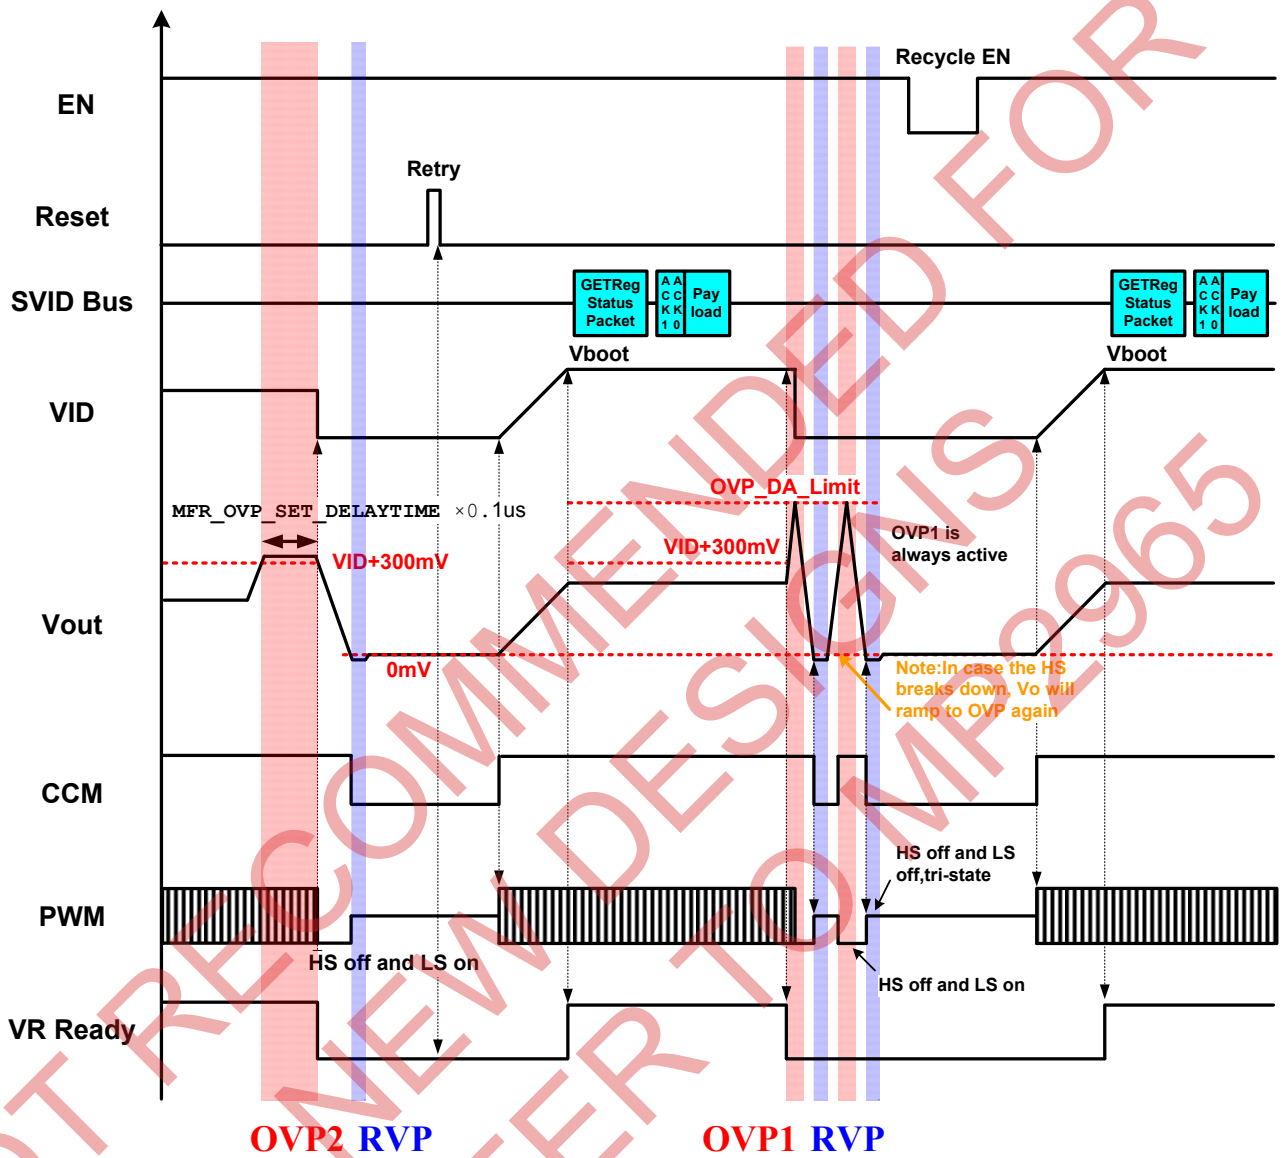 Recycle EN
EN
Retry
Reset
SVID Bus
GETReg
Status
Packet
A A
C C
K K
1 0
Pay
load
GETReg
Status
Packet
A A
C C
K K
1 0
Pay
load
Vboot
Vboot
VID
OVP_DA_Limit
MFR_OVP_SET_DELAYTIME ×0.1us
OVP1 is
always active
VID+300mV
VID+300mV
Vout
0mV
Note:In case the HS
breaks down, Vo will
ramp to OVP again
CCM
HS off and LS
off,tri-state
PWM
HS off and LS on
HS off and LS on
VR Ready
OVP2 RVP
OVP1 RVP
OT RECOMMENDED FOR
NEW DESIGNS
FER TO MP2965